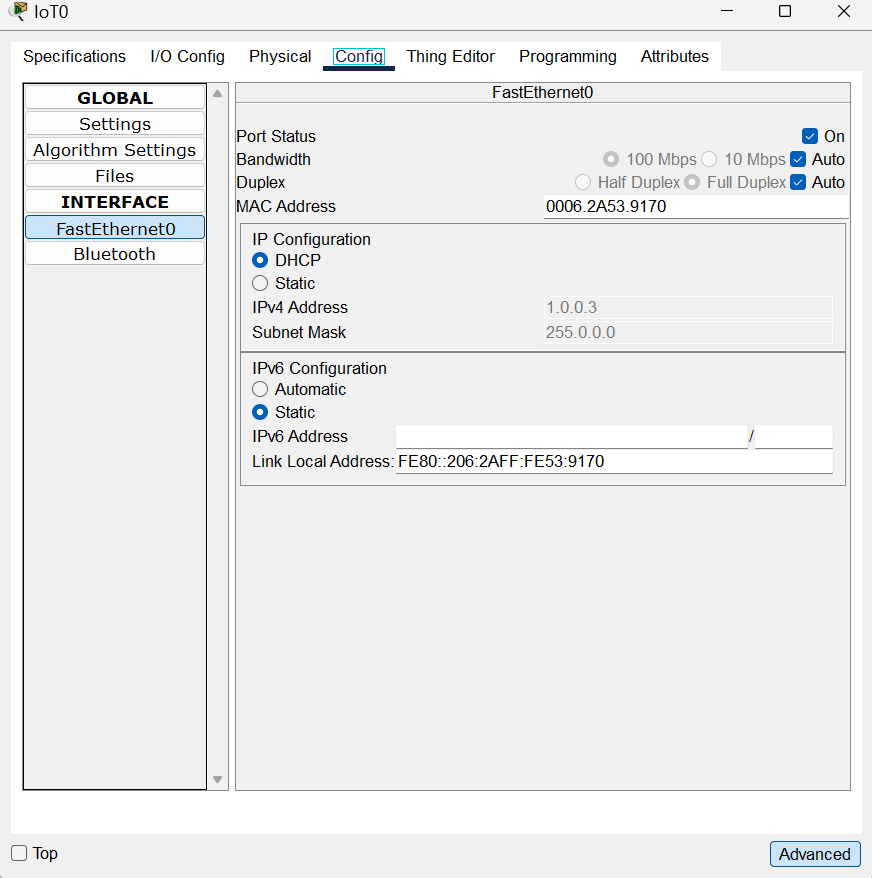 IoT0
Specifications I/O Config Physical Config Thing Editor Programming Attributes
GLOBAL
Settings
Algorithm Settings
Files
INTERFACE
FastEthernet0
Bluetooth
FastEthernet0
Port Status On
Bandwidth 100 Mbps 10 Mbps Auto
Duplex Half Duplex Full Duplex Auto
MAC Address 0006.2A53.9170
IP Configuration
DHCP
Static
IPv4 Address 1.0.0.3
Subnet Mask 255.0.0.0
IPv6 Configuration
Automatic
Static
IPv6 Address /
Link Local Address: FE80::206:2AFF:FE53:9170
Top Advanced